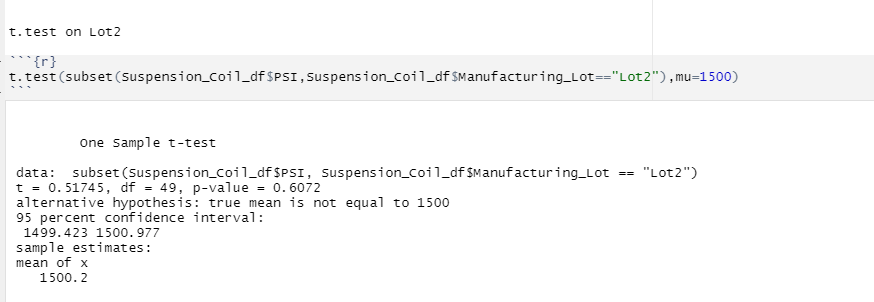 t.test on Lot2
```{r}
t.test(subset(Suspension_Coil_df$PSI,Suspension_Coil_df$Manufacturing_Lot=="Lot2"),mu=1500)
```
One Sample t-test
data:  subset(Suspension_Coil_df$PSI, Suspension_Coil_df$Manufacturing_Lot == "Lot2")
t = 0.51745, df = 49, p-value = 0.6072
alternative hypothesis: true mean is not equal to 1500
95 percent confidence interval:
1499.423 1500.977
sample estimates:
mean of x
1500.2